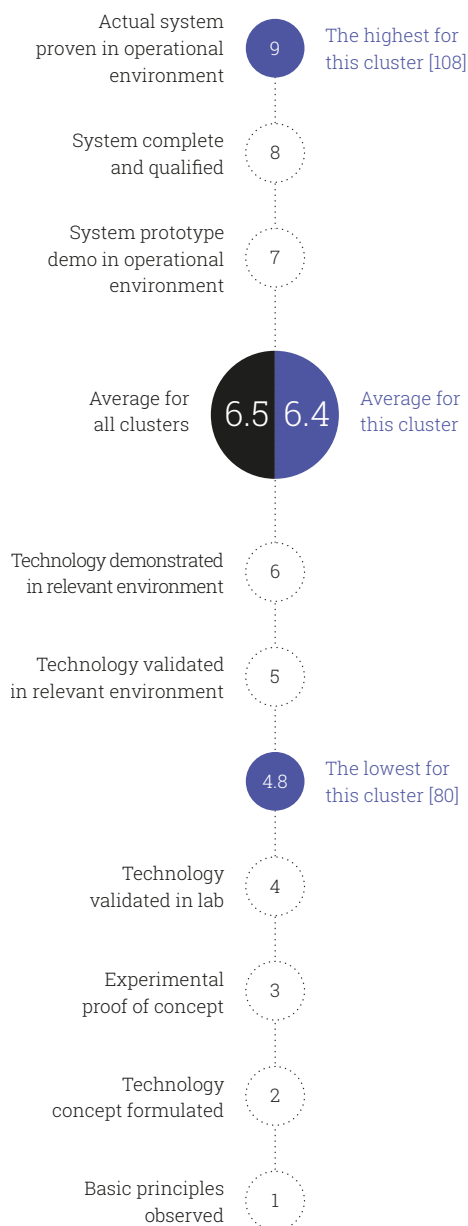 Actual system
proven in operational
environment
9
The highest for
this cluster [108]
System complete
and qualified
8
System prototype
demo in operational
environment
7
Average for
all clusters
6.5
6.4
Average for
this cluster
Technology demonstrated
in relevant environment
6
Technology validated
in relevant environment
5
4.8
The lowest for
this cluster [80]
Technology
validated in lab
4
Experimental
proof of concept
3
Technology
concept formulated
2
Basic principles
observed
1